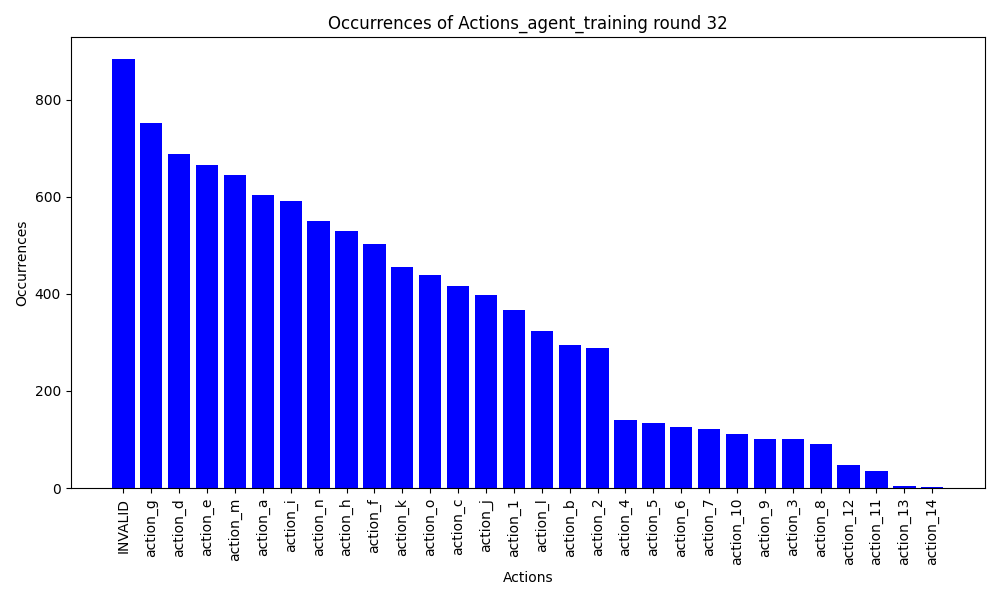 Occurrences of Actions_agent_training round 32
Occurrences
800
600
400
200
0
INVALID
action_g
action_d
action_e
action_m
action_a
action_i
action_n
action_h
action_f
action_k
action_o
action_c
action_j
action_1
action_l
action_b
action_2
action_4
action_5
action_6
action_7
action_10
action_9
action_3
action_8
action_12
action_11
action_13
action_14
Actions